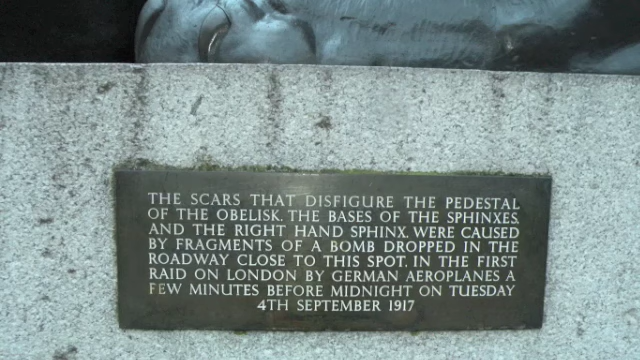 THE SCARS THAT DISFIGURE THE PEDESTAL
OF THE OBELISK, THE BASES OF THE SPHINXES,
AND THE RIGHT HAND SPHINX, WERE CAUSED
BY FRAGMENTS OF A BOMB DROPPED IN THE
ROADWAY CLOSE TO THIS SPOT, IN THE FIRST
RAID ON LONDON BY GERMAN AEROPLANES A
FEW MINUTES BEFORE MIDNIGHT ON TUESDAY
4TH SEPTEMBER 1917